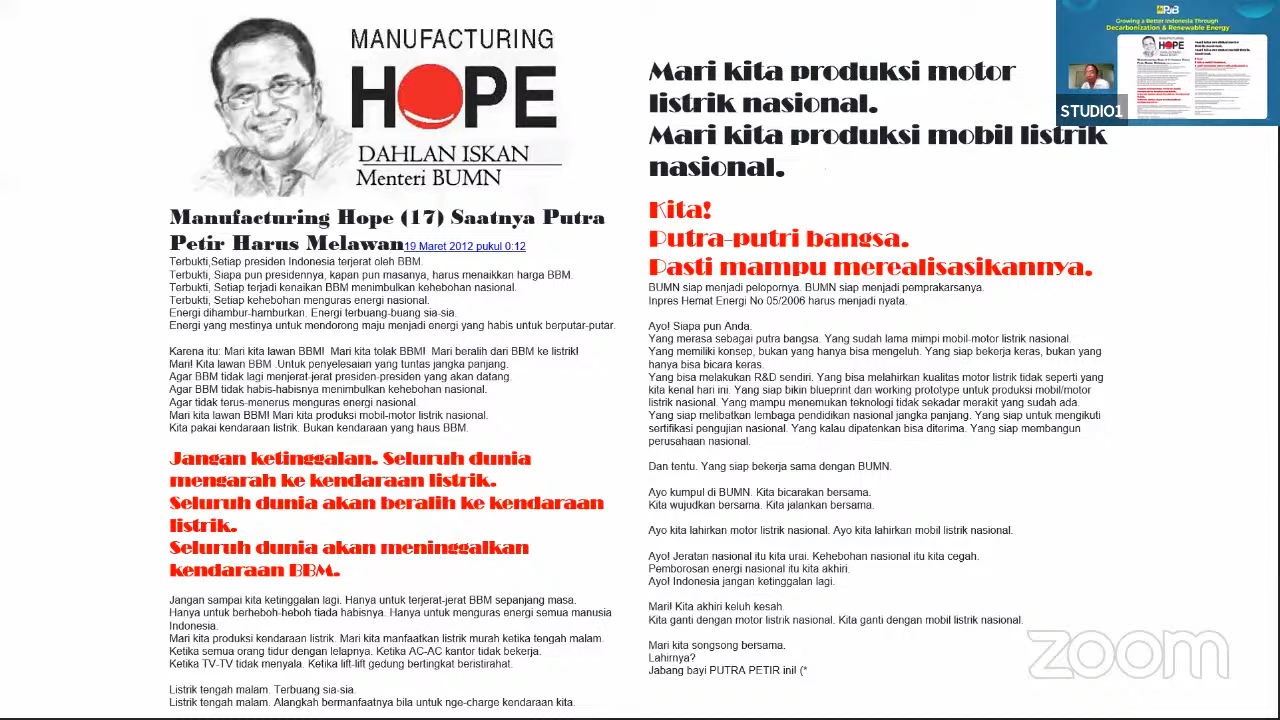 MANUFACTURING
HOPE
DAHLAN ISKAN
Menteri BUMN
Manufacturing Hope (17) Saatnya Putra
Petir Harus Melawan19 Maret 2012 pukul 0:12
Terbukti,Setiap presiden Indonesia terjerat oleh BBM.
Terbukti, Siapa pun presidennya, kapan pun masanya, harus menaikkan harga BBM.
Terbukti, Setiap terjadi kenaikan BBM menimbulkan kehebohan nasional.
Terbukti, Setiap kehebohan menguras energi nasional.
Energi dihambur-hamburkan. Energi terbuang-buang sia-sia.
Energi yang mestinya untuk mendorong maju menjadi energi yang habis untuk berputar-putar.
Karena itu: Mari kita lawan BBM! Mari kita tolak BBM! Mari beralih dari BBM ke listrik!
Mari! Kita lawan BBM .Untuk penyelesaian yang tuntas jangka panjang.
Agar BBM tidak lagi menjerat-jerat presiden-presiden yang akan datang.
Agar BBM tidak habis-habisnya menimbulkan kehebohan nasional.
Agar tidak terus-menerus menguras energi nasional.
Mari kita lawan BBM! Mari kita produksi mobil-motor listrik nasional.
Kita pakai kendaraan listrik. Bukan kendaraan yang haus BBM.
Jangan ketinggalan. Seluruh dunia
mengarah ke kendaraan listrik.
Seluruh dunia akan beralih ke kendaraan
listrik.
Seluruh dunia akan meninggalkan
kendaraan BBM.
Jangan sampai kita ketinggalan lagi. Hanya untuk terjerat-jerat BBM sepanjang masa.
Hanya untuk berheboh-heboh tiada habisnya. Hanya untuk menguras energi semua manusia
Indonesia.
Mari kita produksi kendaraan listrik. Mari kita manfaatkan listrik murah ketika tengah malam.
Ketika semua orang tidur dengan lelapnya. Ketika AC-AC kantor tidak bekerja.
Ketika TV-TV tidak menyala. Ketika lift-lift gedung bertingkat beristirahat.
Listrik tengah malam. Terbuang sia-sia.
Listrik tengah malam. Alangkah bermanfaatnya bila untuk nge-charge kendaraan kita.
Mari kita produksi motor
listrik nasional.
Mari kita produksi mobil listrik
nasional.
Kita!
Putra-putri bangsa.
Pasti mampu merealisasikannya.
BUMN siap menjadi pelopornya. BUMN siap menjadi pemprakarsanya.
Inpres Hemat Energi No 05/2006 harus menjadi nyata.
Ayo! Siapa pun Anda.
Yang merasa sebagai putra bangsa. Yang sudah lama mimpi mobil-motor listrik nasional.
Yang memiliki konsep, bukan yang hanya bisa mengeluh. Yang siap bekerja keras, bukan yang
hanya bisa bicara keras.
Yang bisa melakukan R&D sendiri. Yang bisa melahirkan kualitas motor listrik tidak seperti yang
kita kenal hari ini. Yang siap bikin blueprint dan working prototype untuk produksi mobil/motor
listrik nasional. Yang mampu menemukan teknologi tidak sekadar merakit yang sudah ada.
Yang siap melibatkan lembaga pendidikan nasional jangka panjang. Yang siap untuk mengikuti
sertifikasi pengujian nasional. Yang kalau dipatenkan bisa diterima. Yang siap membangun
perusahaan nasional.
Dan tentu. Yang siap bekerja sama dengan BUMN.
Ayo kumpul di BUMN. Kita bicarakan bersama.
Kita wujudkan bersama. Kita jalankan bersama.
Ayo kita lahirkan motor listrik nasional. Ayo kita lahirkan mobil listrik nasional.
Ayo! Jeratan nasional itu kita urai. Kehebohan nasional itu kita cegah.
Pemborosan energi nasional itu kita akhiri.
Ayo! Indonesia jangan ketinggalan lagi.
Mari! Kita akhiri keluh kesah.
Kita ganti dengan motor listrik nasional. Kita ganti dengan mobil listrik nasional.
Mari kita songsong bersama.
Lahirnya?
Jabang bayi PUTRA PETIR ini! (*
PJB
Growing a Better Indonesia Through
Decarbonization & Renewable Energy
HOPE
STUDIO1
zoom